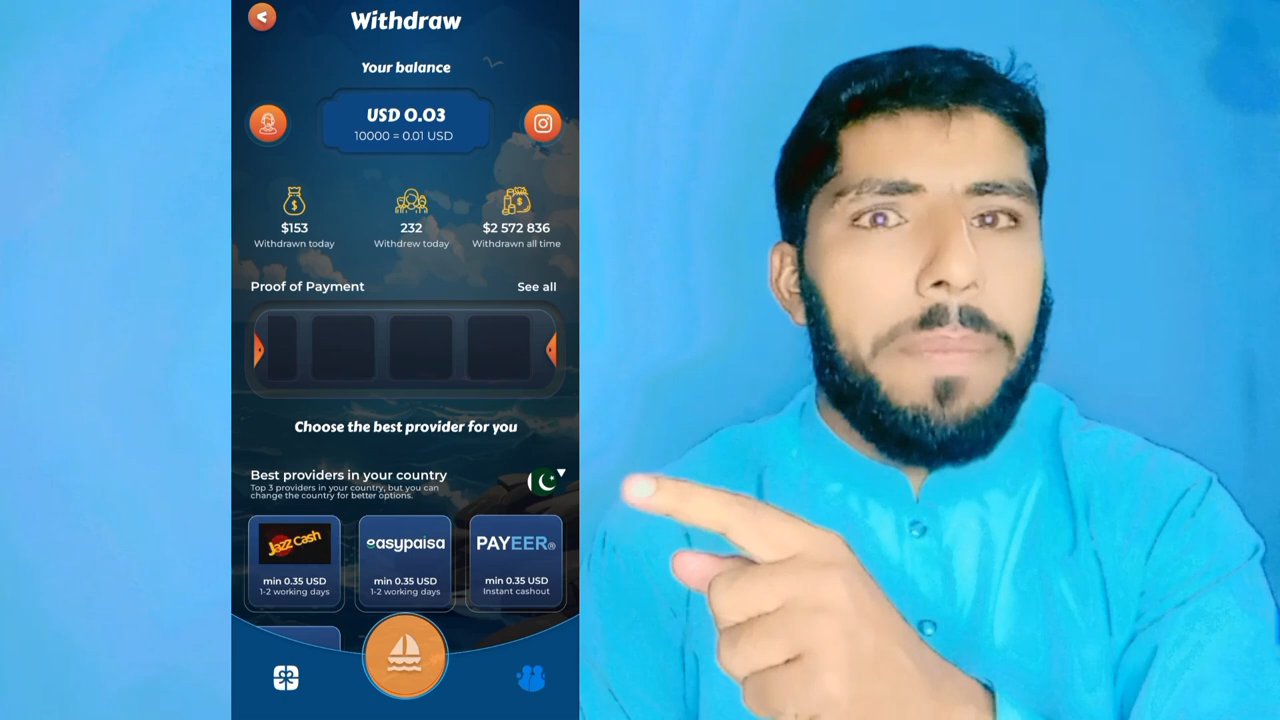 Withdraw
Your balance
USD 0.03
10000 = 0.01 USD
$153
Withdrawn today
232
Withdrew today
$2 572 836
Withdrawn all time
Proof of Payment
See all
Choose the best provider for you
Best providers in your country
Top 3 providers in your country, but you can
change the country for better options.
Jazz Cash
min 0.35 USD
1-2 working days
easypaisa
min 0.35 USD
1-2 working days
PAYEER®
min 0.35 USD
Instant cashout